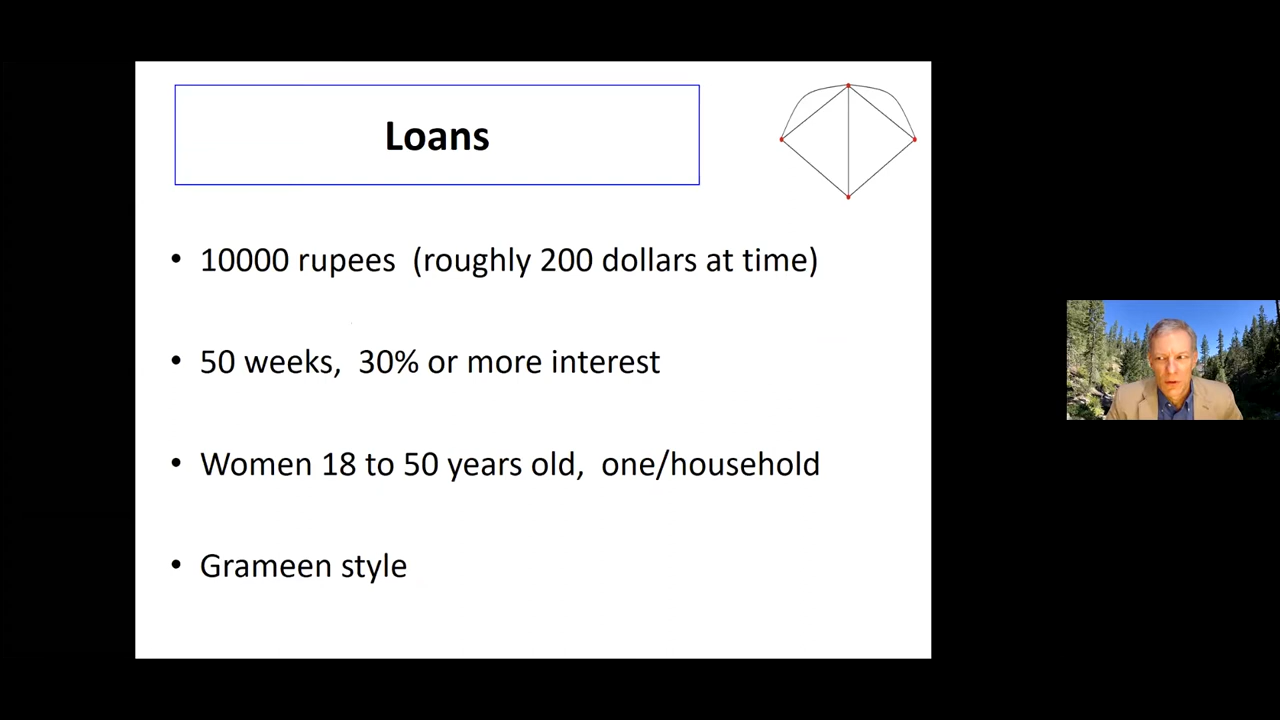 Loans
• 10000 rupees (roughly 200 dollars at time)
• 50 weeks, 30% or more interest
• Women 18 to 50 years old, one/household
• Grameen style